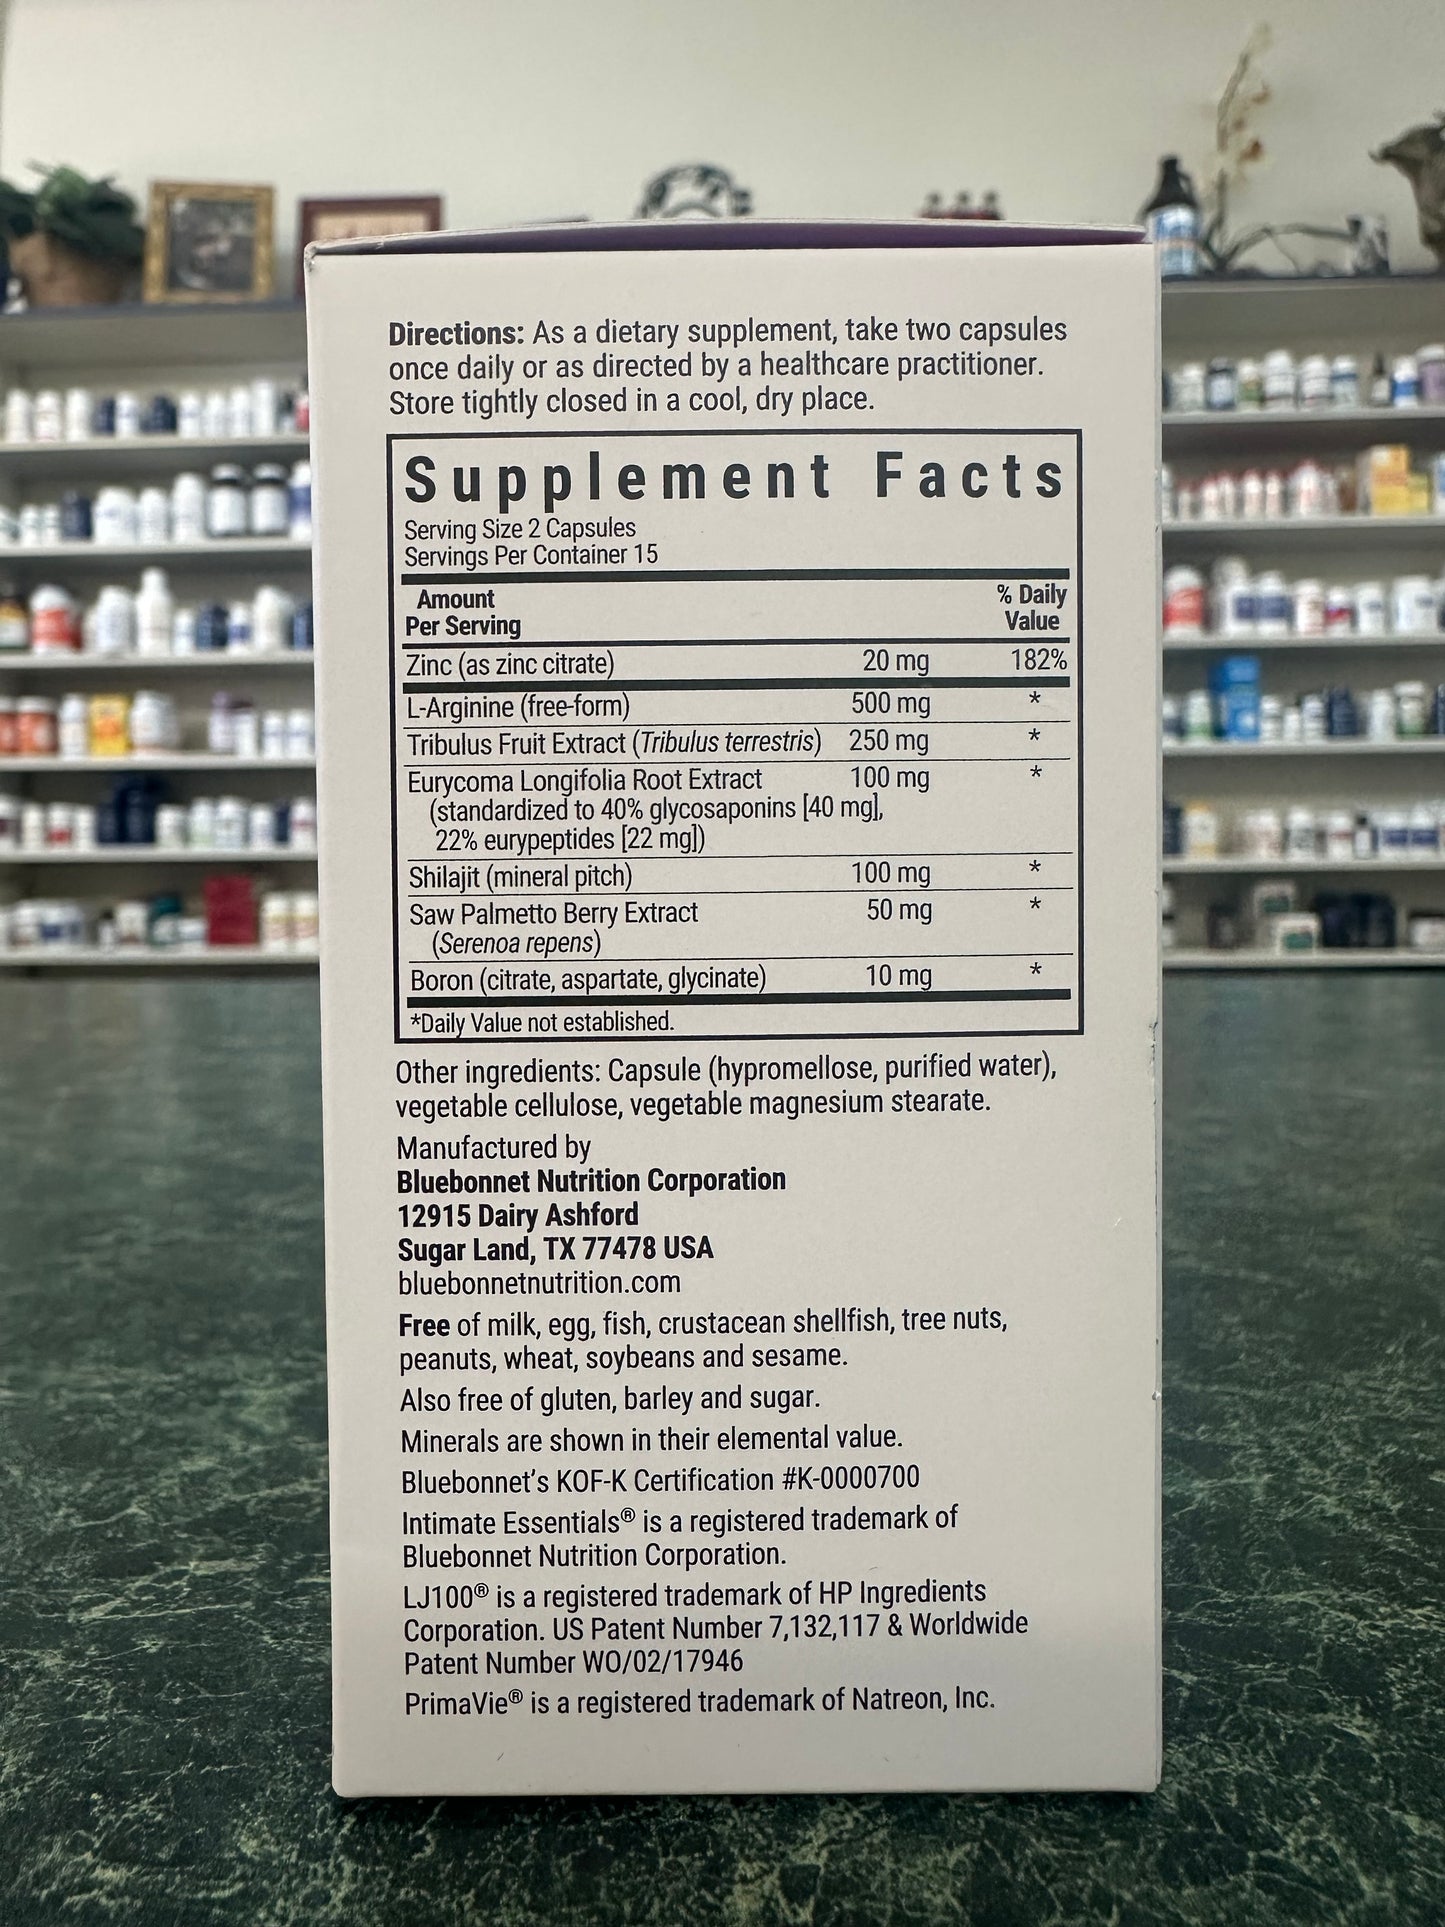 Directions: As a dietary supplement, take two capsules
once daily or as directed by a healthcare practitioner.
Store tightly closed in a cool, dry place.
Supplement Facts
Serving Size 2 Capsules
Servings Per Container 15
Amount
Per Serving
% Daily
Value
Zinc (as zinc citrate) 20 mg 182%
L-Arginine (free-form) 500 mg *
Tribulus Fruit Extract (Tribulus terrestris) 250 mg *
Eurycoma Longifolia Root Extract 100 mg *
(standardized to 40% glycosaponins [40 mg],
22% eurypeptides [22 mg])
Shilajit (mineral pitch) 100 mg *
Saw Palmetto Berry Extract 50 mg *
(Serenoa repens)
Boron (citrate, aspartate, glycinate) 10 mg *
*Daily Value not established.
Other ingredients: Capsule (hypromellose, purified water),
vegetable cellulose, vegetable magnesium stearate.
Manufactured by
Bluebonnet Nutrition Corporation
12915 Dairy Ashford
Sugar Land, TX 77478 USA
bluebonnetnutrition.com
Free of milk, egg, fish, crustacean shellfish, tree nuts,
peanuts, wheat, soybeans and sesame.
Also free of gluten, barley and sugar.
Minerals are shown in their elemental value.
Bluebonnet's KOF-K Certification #K-0000700
Intimate Essentials® is a registered trademark of
Bluebonnet Nutrition Corporation.
LJ100® is a registered trademark of HP Ingredients
Corporation. US Patent Number 7,132,117 & Worldwide
Patent Number WO/02/17946
PrimaVie® is a registered trademark of Natreon, Inc.